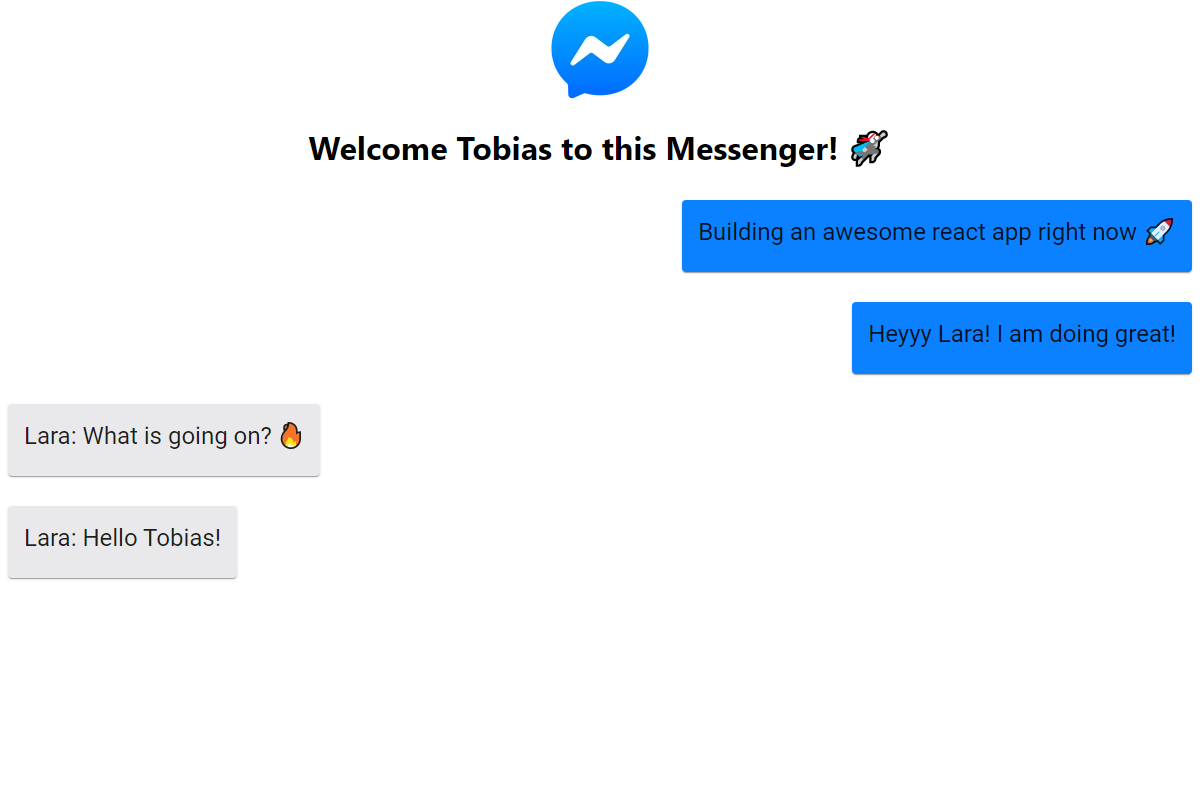 Welcome Tobias to this Messenger! 
Building an awesome react app right now 🚀
Heyyy Lara! I am doing great!
Lara: What is going on? 🔥
Lara: Hello Tobias!